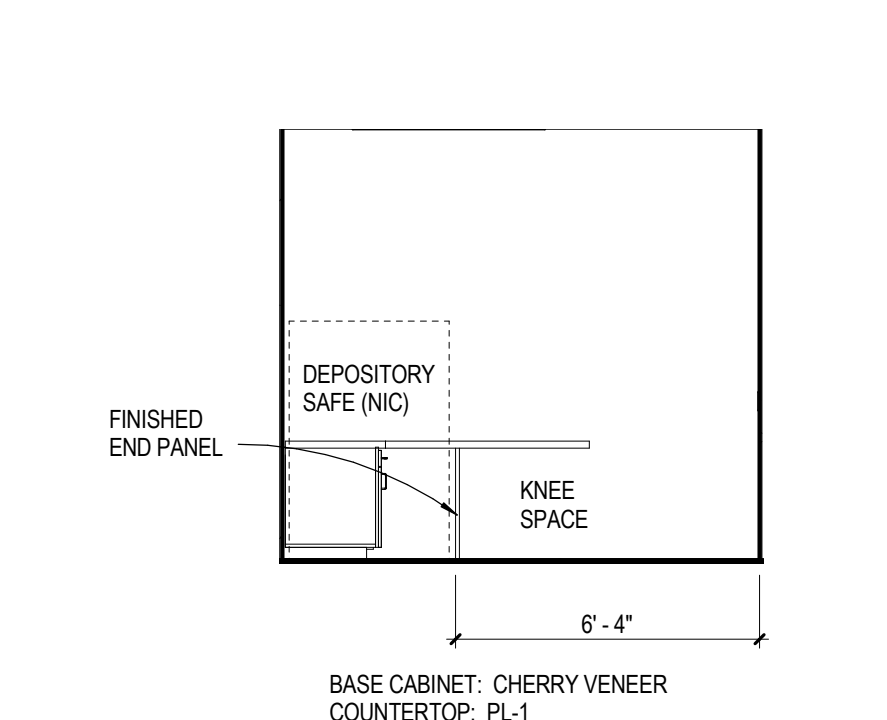 DEPOSITORY
SAFE (NIC)
FINISHED
END PANEL
KNEE
SPACE
6' - 4"
BASE CABINET: CHERRY VENEER
COUNTERTOP: PL-1